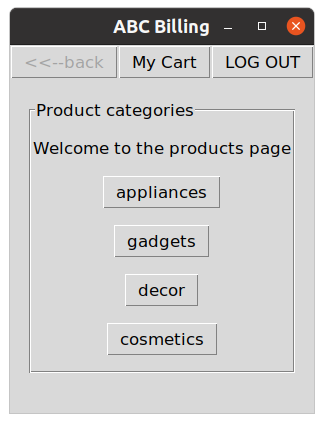 ABC Billing
<<--back My Cart LOG OUT
Product categories
Welcome to the products page
appliances
gadgets
decor
cosmetics